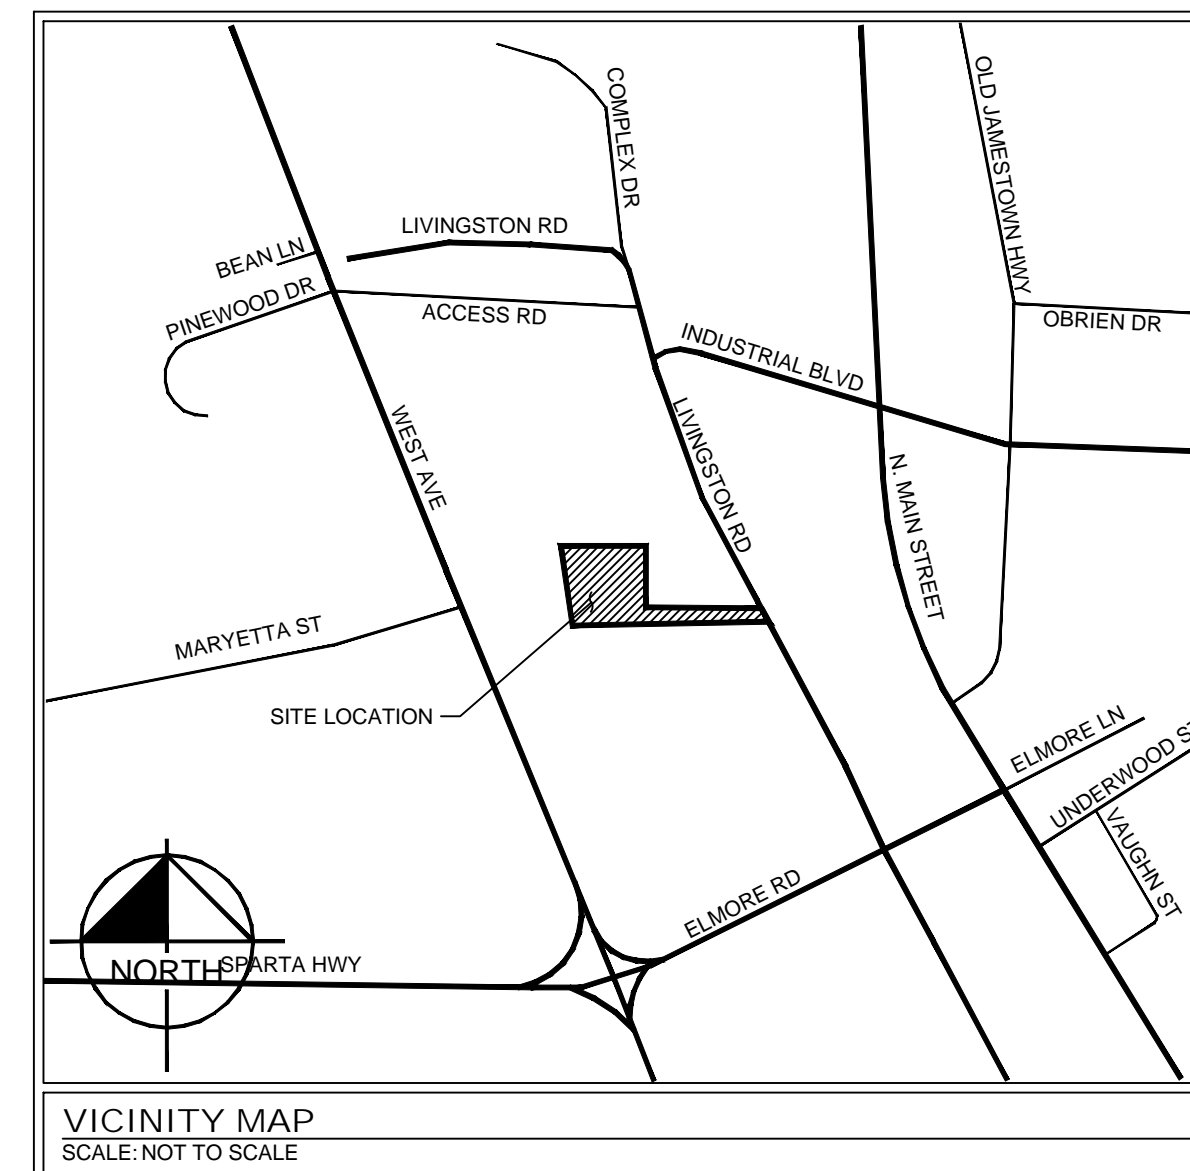 COMPLEX DR
OLD JAMESTOWN HWY
LIVINGSTON RD
BEAN LN
PINEWOOD DR
ACCESS RD
OBRIEN DR
INDUSTRIAL BLVD
WEST AVE
LIVINGSTON RD
N. MAIN STREET
MARYETTA ST
SITE LOCATION
ELMORE LN
UNDERWOOD ST
VAUGHN ST
ELMORE RD
NORTH
SPARTA HWY
VICINITY MAP
SCALE: NOT TO SCALE